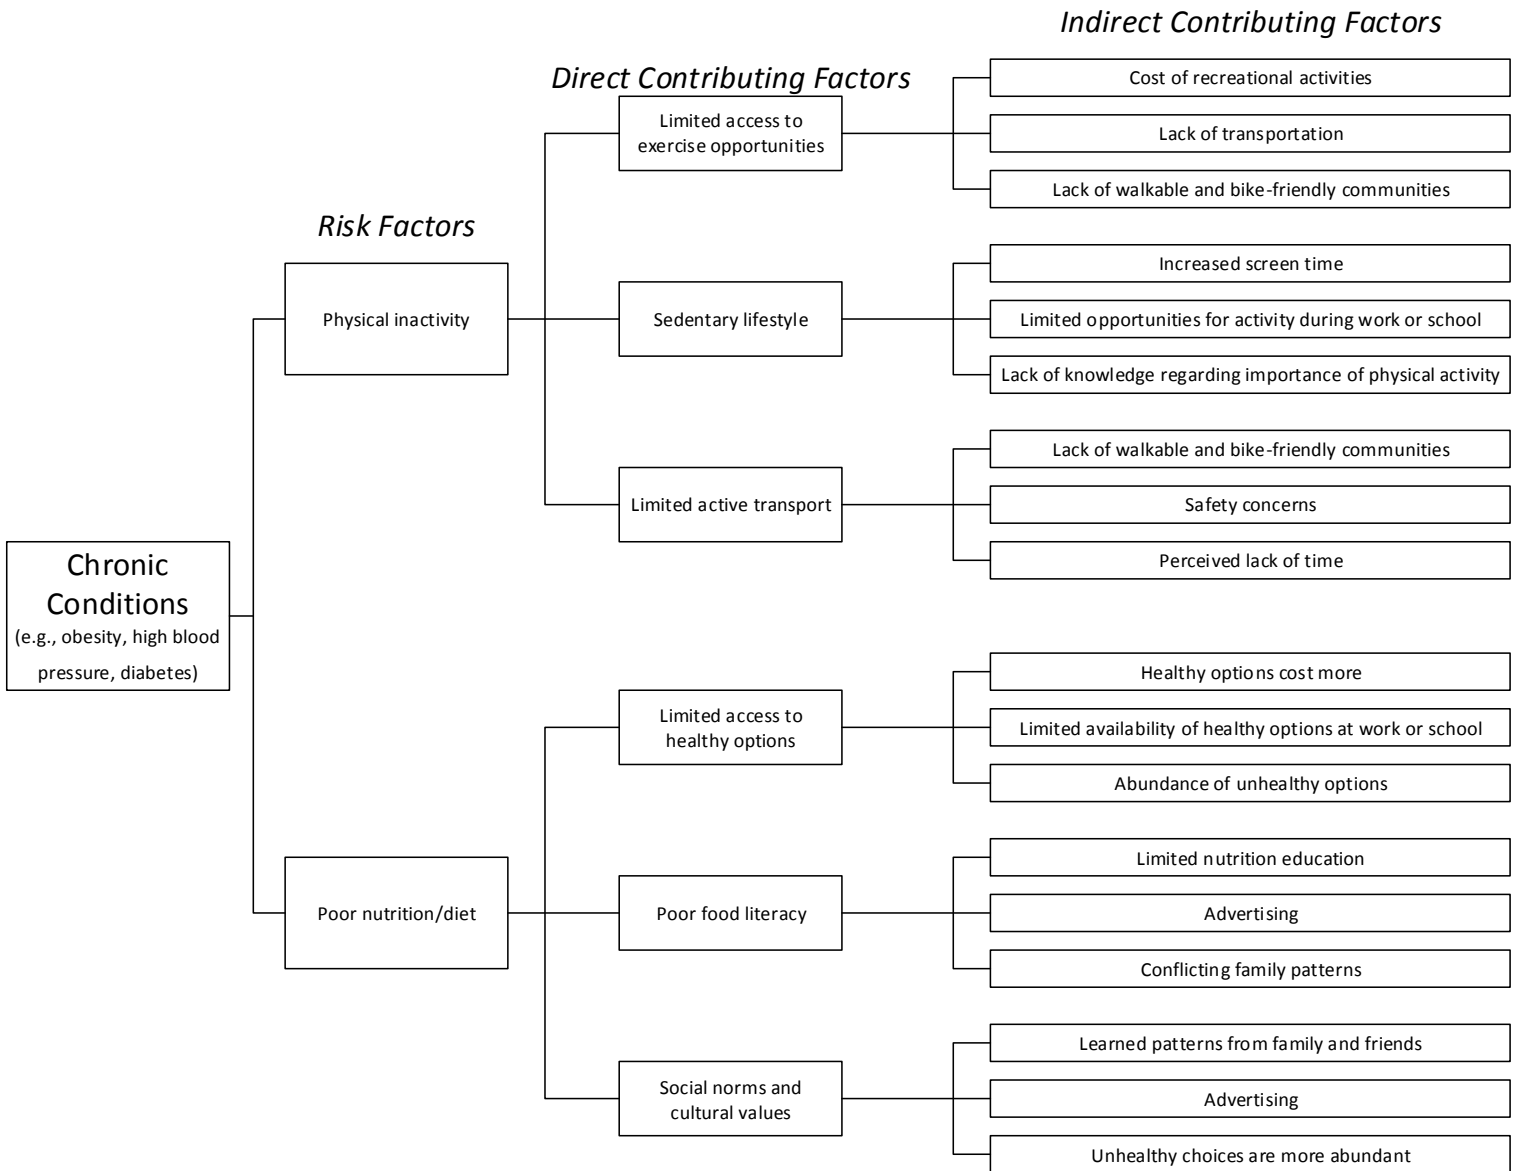 Indirect Contributing Factors
Direct Contributing Factors
Risk Factors
Chronic
Conditions
(e.g., obesity, high blood
pressure, diabetes)
Physical inactivity
Limited access to
exercise opportunities
Cost of recreational activities
Lack of transportation
Lack of walkable and bike-friendly communities
Sedentary lifestyle
Increased screen time
Limited opportunities for activity during work or school
Lack of knowledge regarding importance of physical activity
Limited active transport
Lack of walkable and bike-friendly communities
Safety concerns
Perceived lack of time
Poor nutrition/diet
Limited access to
healthy options
Healthy options cost more
Limited availability of healthy options at work or school
Abundance of unhealthy options
Poor food literacy
Limited nutrition education
Advertising
Conflicting family patterns
Social norms and
cultural values
Learned patterns from family and friends
Advertising
Unhealthy choices are more abundant